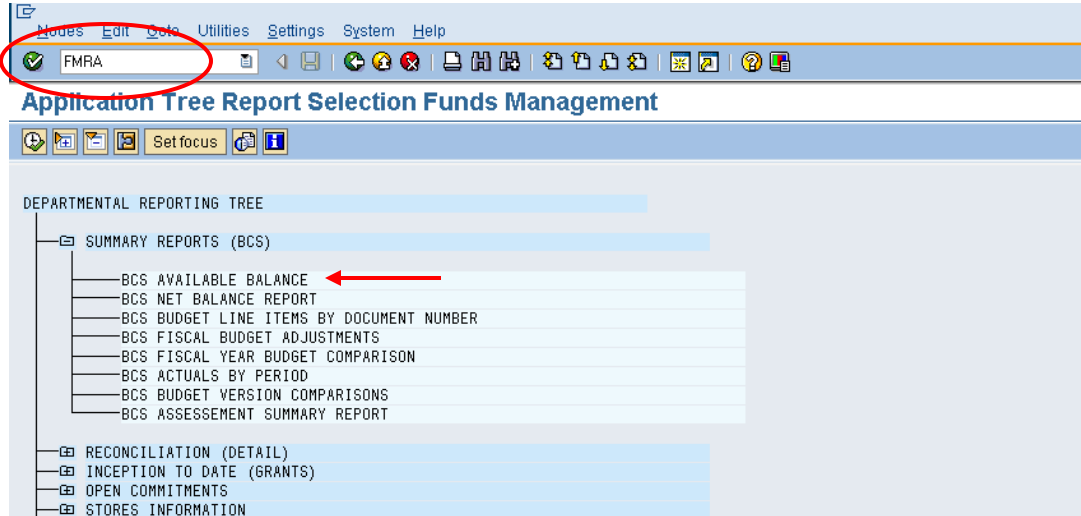 Nodes Edit Goto Utilities Settings System Help
FMRA
Application Tree Report Selection Funds Management
Set focus
DEPARTMENTAL REPORTING TREE
SUMMARY REPORTS (BCS)
BCS AVAILABLE BALANCE
BCS NET BALANCE REPORT
BCS BUDGET LINE ITEMS BY DOCUMENT NUMBER
BCS FISCAL BUDGET ADJUSTMENTS
BCS FISCAL YEAR BUDGET COMPARISON
BCS ACTUALS BY PERIOD
BCS BUDGET VERSION COMPARISONS
BCS ASSESSEMENT SUMMARY REPORT
RECONCILIATION (DETAIL)
INCEPTION TO DATE (GRANTS)
OPEN COMMITMENTS
STORES INFORMATION